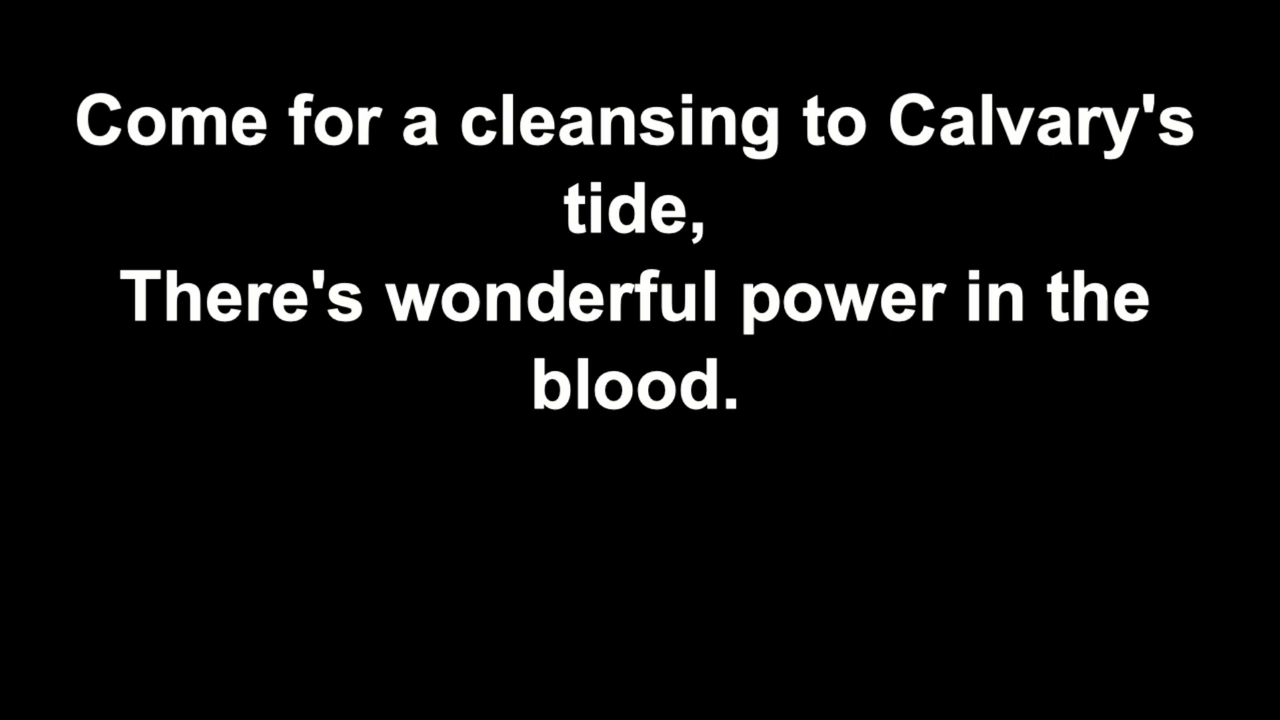 Come for a cleansing to Calvary's
tide,
There's wonderful power in the
blood.